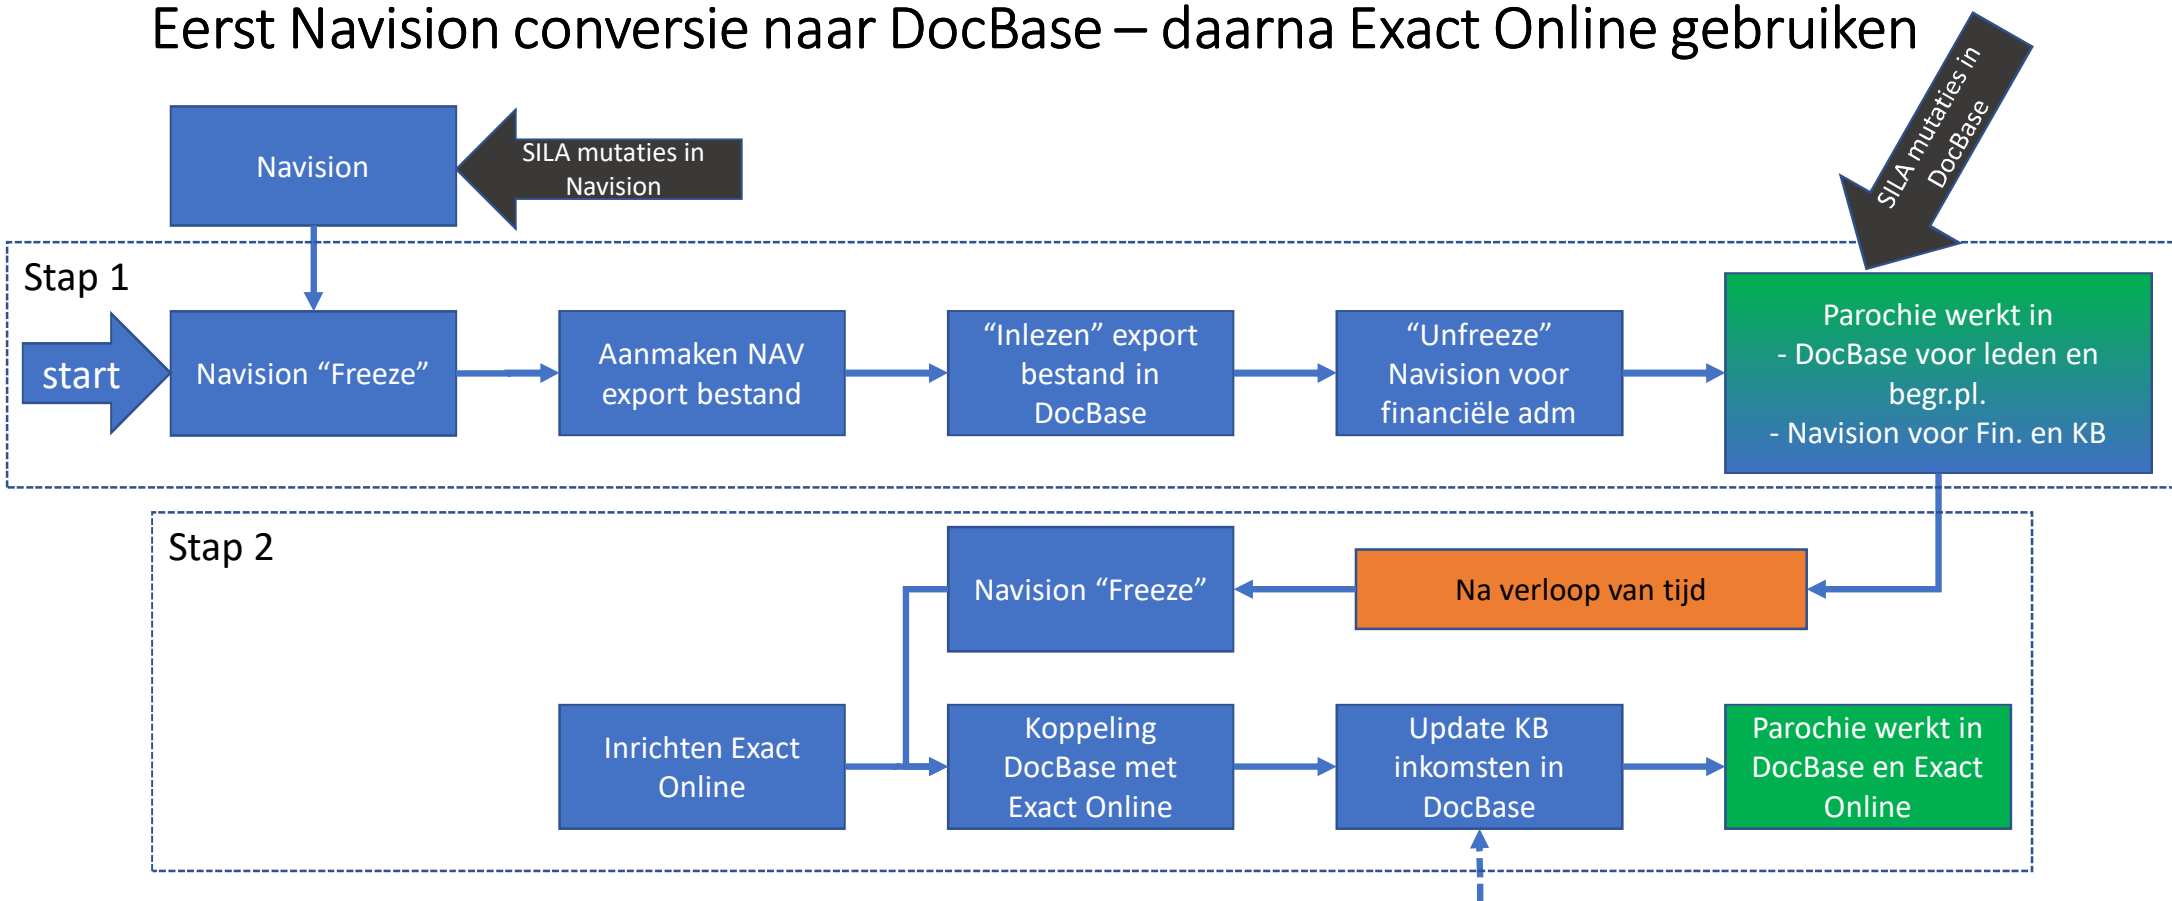 Eerst Navision conversie naar DocBase – daarna Exact Online gebruiken
Navision
SILA mutaties in
Navision
SILA mutaties in
DocBase
Stap 1
start
Navision “Freeze”
Aanmaken NAV
export bestand
“Inlezen” export
bestand in
DocBase
“Unfreeze”
Navision voor
financiële adm
Parochie werkt in
- DocBase voor leden en
begr.pl.
- Navision voor Fin. en KB
Stap 2
Navision “Freeze”
Na verloop van tijd
Inrichten Exact
Online
Koppeling
DocBase met
Exact Online
Update KB
inkomsten in
DocBase
Parochie werkt in
DocBase en Exact
Online